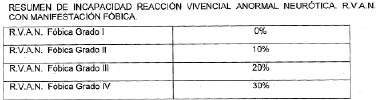 RESUMEN DE INCAPACIDAD REACCIÓN VIVENCIAL ANORMAL NEURÓTICA. R.V.A.N.
CON MANIFESTACIÓN FÓBICA.
R.V.A.N. Fóbica Grado I 0%
R.V.A.N. Fóbica Grado II 10%
R.V.A.N. Fóbica Grado III 20%
R.V.A.N. Fóbica Grado IV 30%